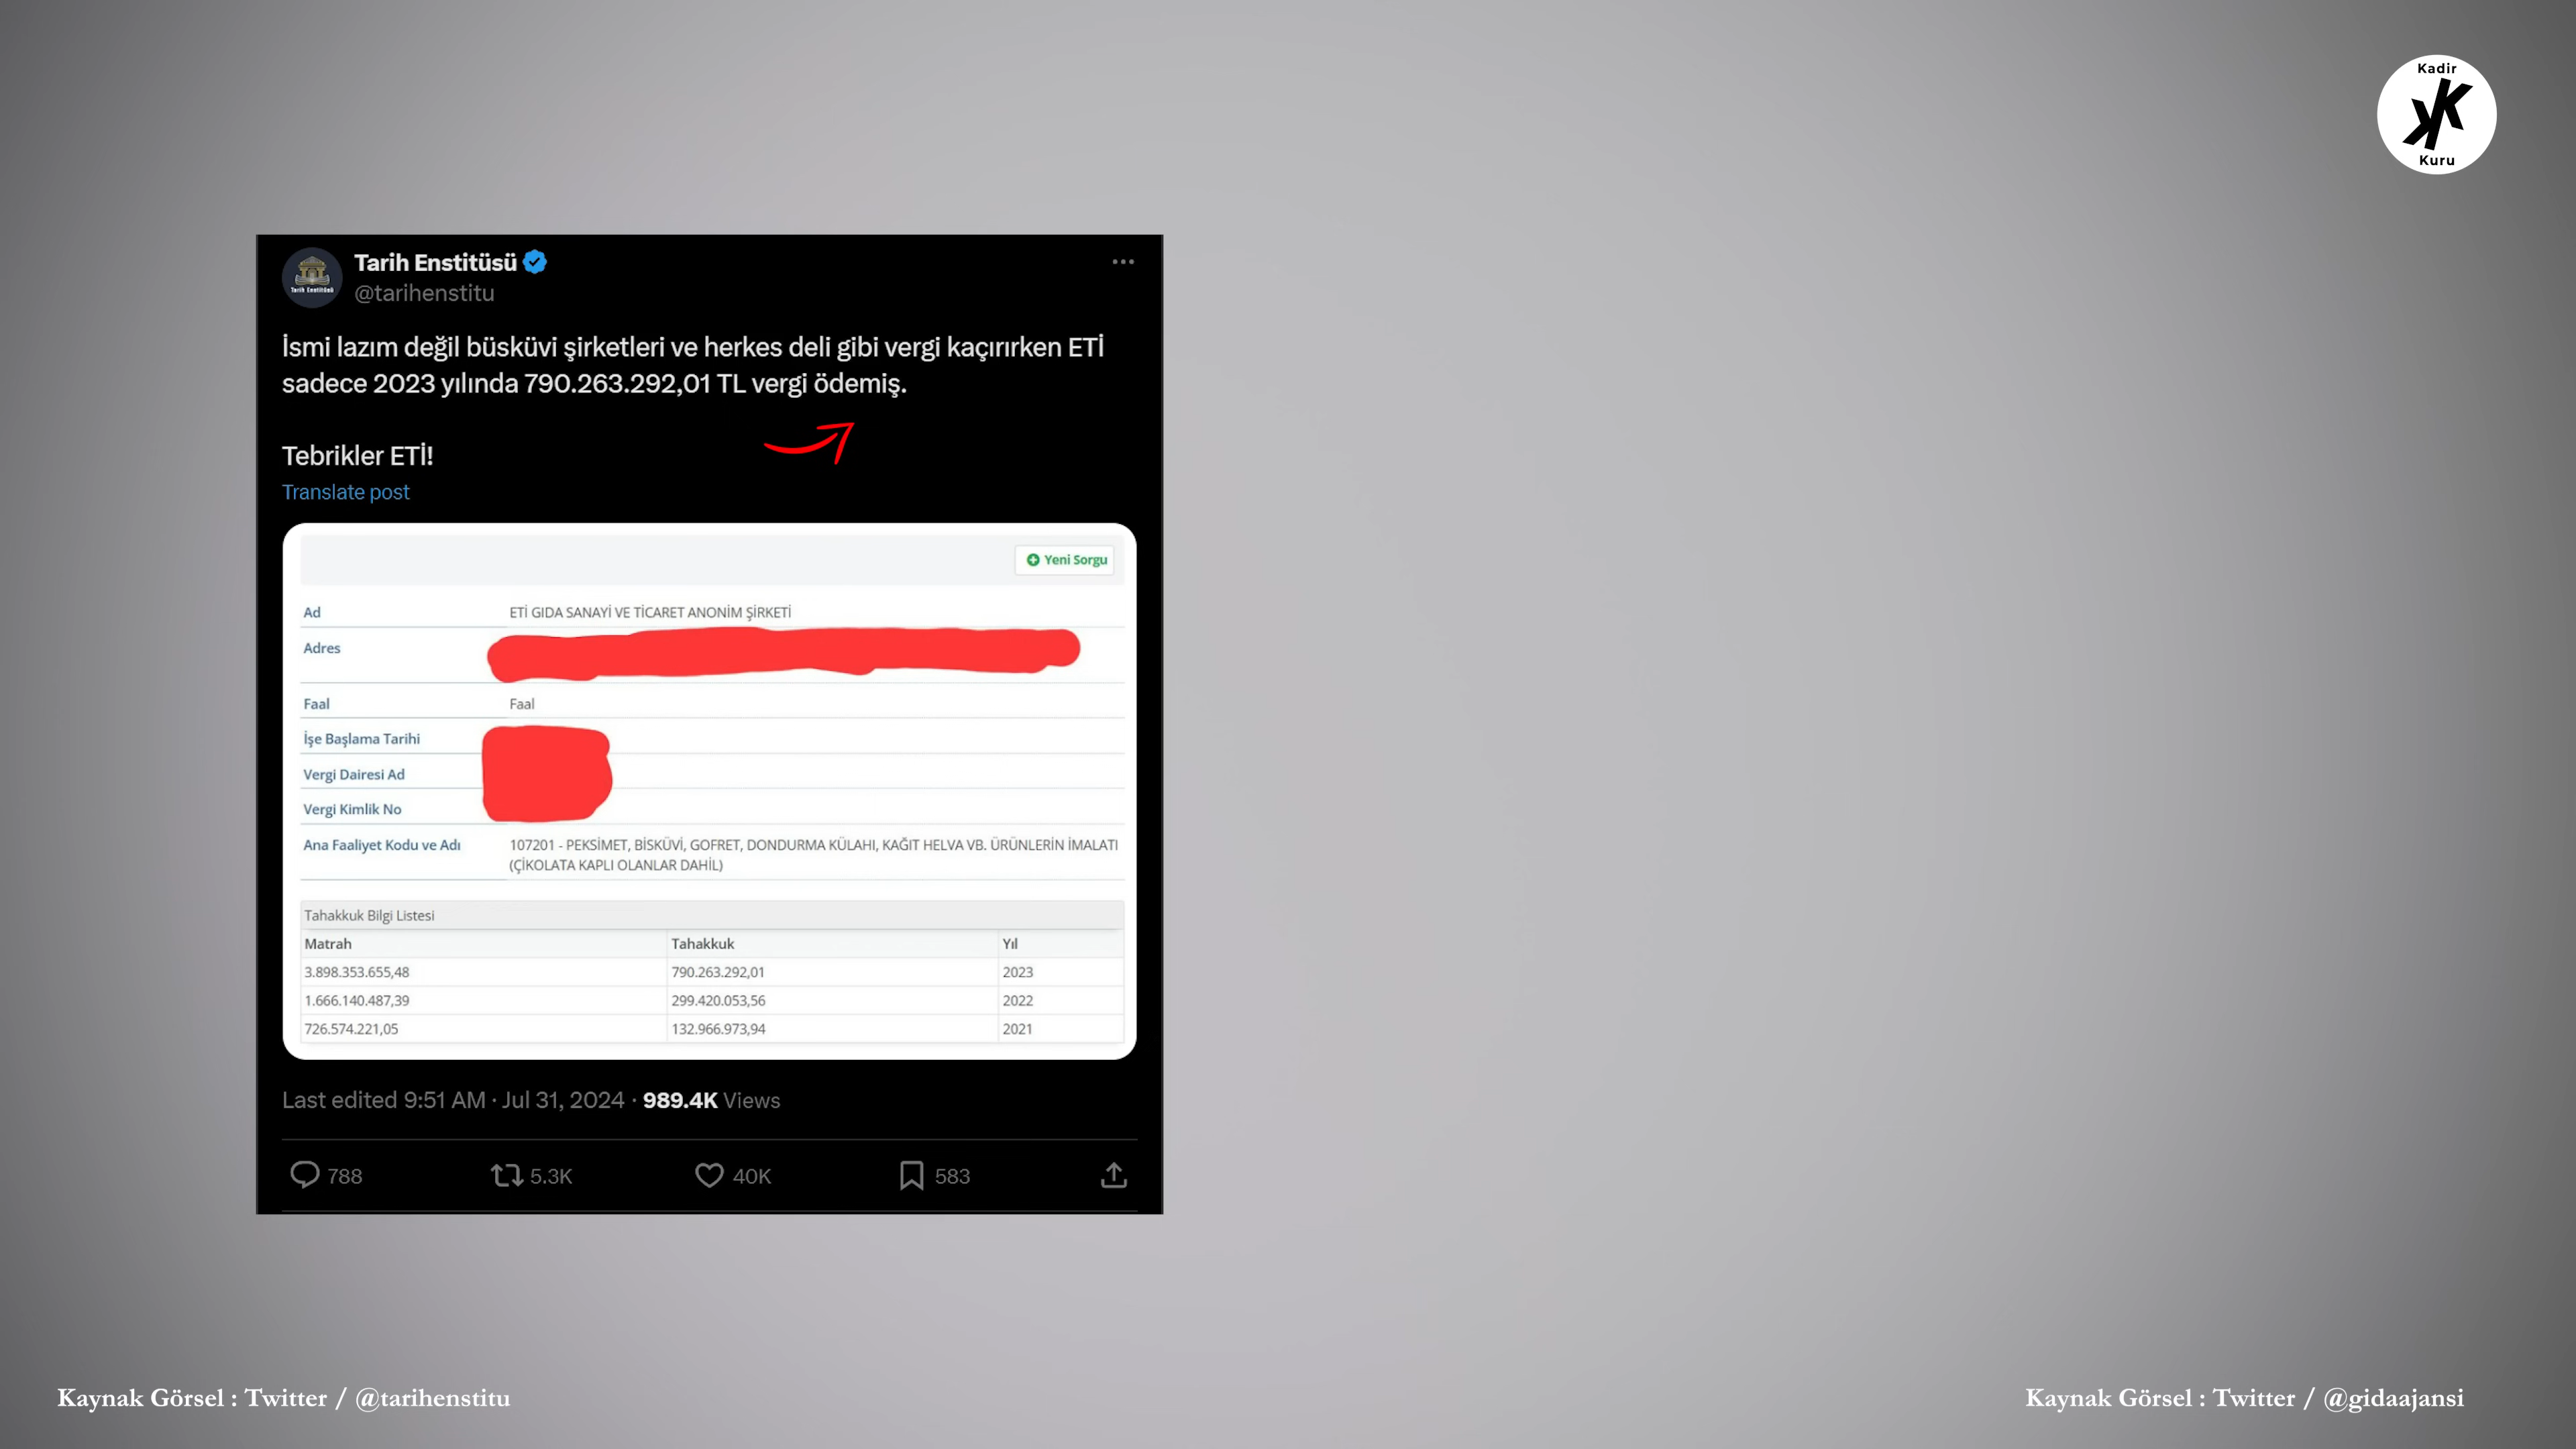 Kadir
KK
Kuru
Tarih Enstitüsü
@tarihenstitu
Tarih Enstitüsü
İsmi lazım değil büsküvi şirketleri ve herkes deli gibi vergi kaçırırken ETİ
sadece 2023 yılında 790.263.292,01 TL vergi ödemiş.
Tebrikler ETİ!
Translate post
Yeni Sorgu
Ad ETİ GIDA SANAYİ VE TİCARET ANONİM ŞİRKETİ
Adres
Faal Faal
İşe Başlama Tarihi
Vergi Dairesi Ad
Vergi Kimlik No
Ana Faaliyet Kodu ve Adı 107201 - PEKSİMET, BİSKÜVİ, GOFRET, DONDURMA KÜLAHI, KAĞIT HELVA VB. ÜRÜNLERİN İMALATI
(ÇİKOLATA KAPLI OLANLAR DAHİL)
Tahakkuk Bilgi Listesi
Matrah Tahakkuk Yıl
3.898.353.655,48 790.263.292,01 2023
1.666.140.487,39 299.420.053,56 2022
726.574.221,05 132.966.973,94 2021
Last edited 9:51 AM · Jul 31, 2024 · 989.4K Views
788 5.3K 40K 583
Kaynak Görsel : Twitter / @tarihenstitu
Kaynak Görsel : Twitter / @gidaajansi